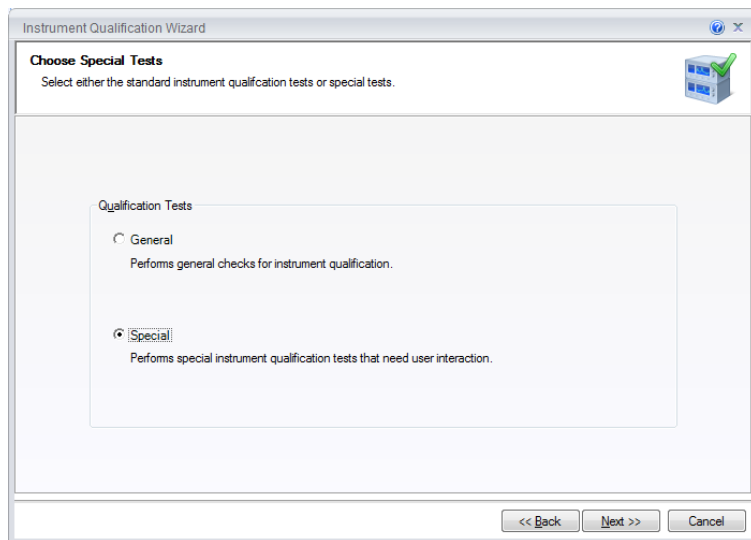 Instrument Qualification Wizard
Choose Special Tests
Select either the standard instrument qualifcation tests or special tests.
Qualification Tests
General
Performs general checks for instrument qualification.
Special
Performs special instrument qualification tests that need user interaction.
<< Back Next >> Cancel